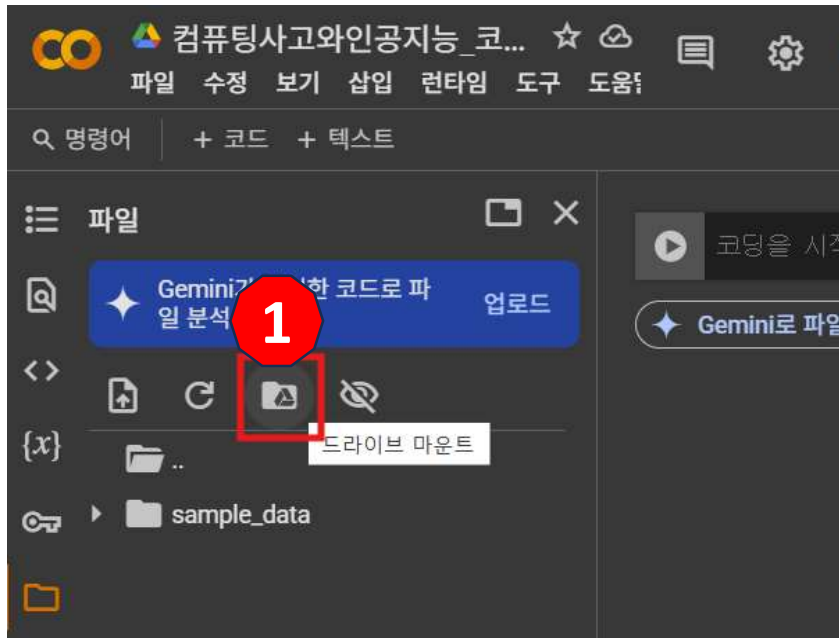 CO
컴퓨팅사고와인공지능_코...
파일 수정 보기 삽입 런타임 도구
명령어 + 코드 + 텍스트
파일
Gemini 한 코드로 파
일 분석 업로드
1
드라이브 마운트
{x}
..
sample_data
코딩을
Gemini로